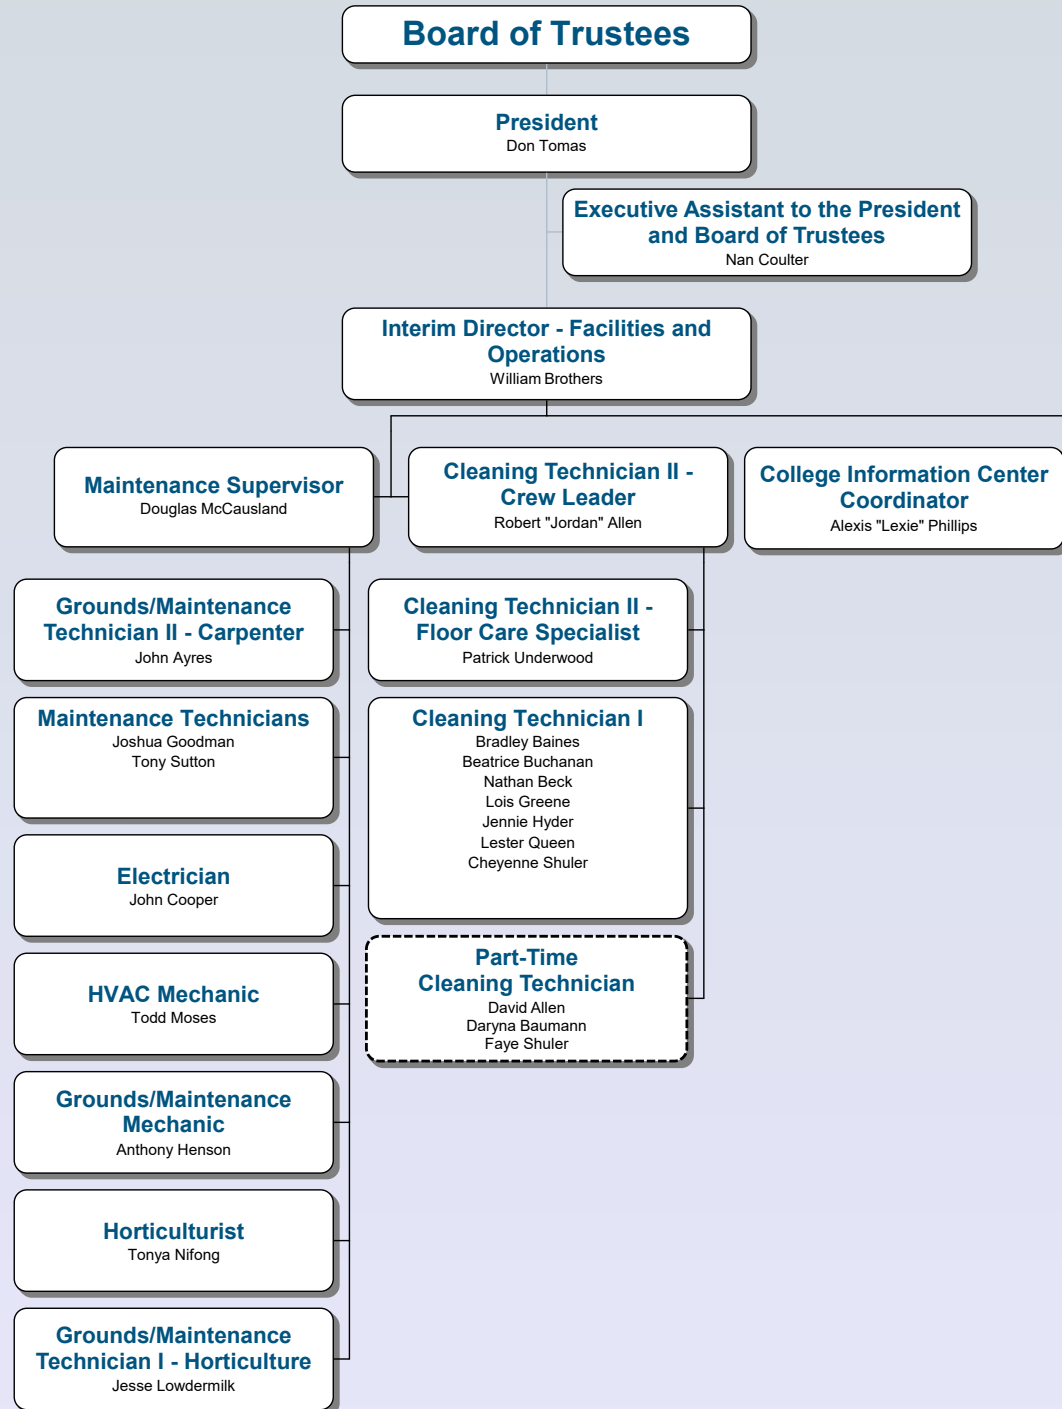 Board of Trustees
President
Don Tomas
Executive Assistant to the President
and Board of Trustees
Nan Coulter
Interim Director - Facilities and
Operations
William Brothers
Maintenance Supervisor
Douglas McCausland
Cleaning Technician II -
Crew Leader
Robert "Jordan" Allen
College Information Center
Coordinator
Alexis "Lexie" Phillips
Grounds/Maintenance
Technician II - Carpenter
John Ayres
Maintenance Technicians
Joshua Goodman
Tony Sutton
Electrician
John Cooper
HVAC Mechanic
Todd Moses
Grounds/Maintenance
Mechanic
Anthony Henson
Horticulturist
Tonya Nifong
Grounds/Maintenance
Technician I - Horticulture
Jesse Lowdermilk
Cleaning Technician II -
Floor Care Specialist
Patrick Underwood
Cleaning Technician I
Bradley Baines
Beatrice Buchanan
Nathan Beck
Lois Greene
Jennie Hyder
Lester Queen
Cheyenne Shuler
Part-Time
Cleaning Technician
David Allen
Daryna Baumann
Faye Shuler